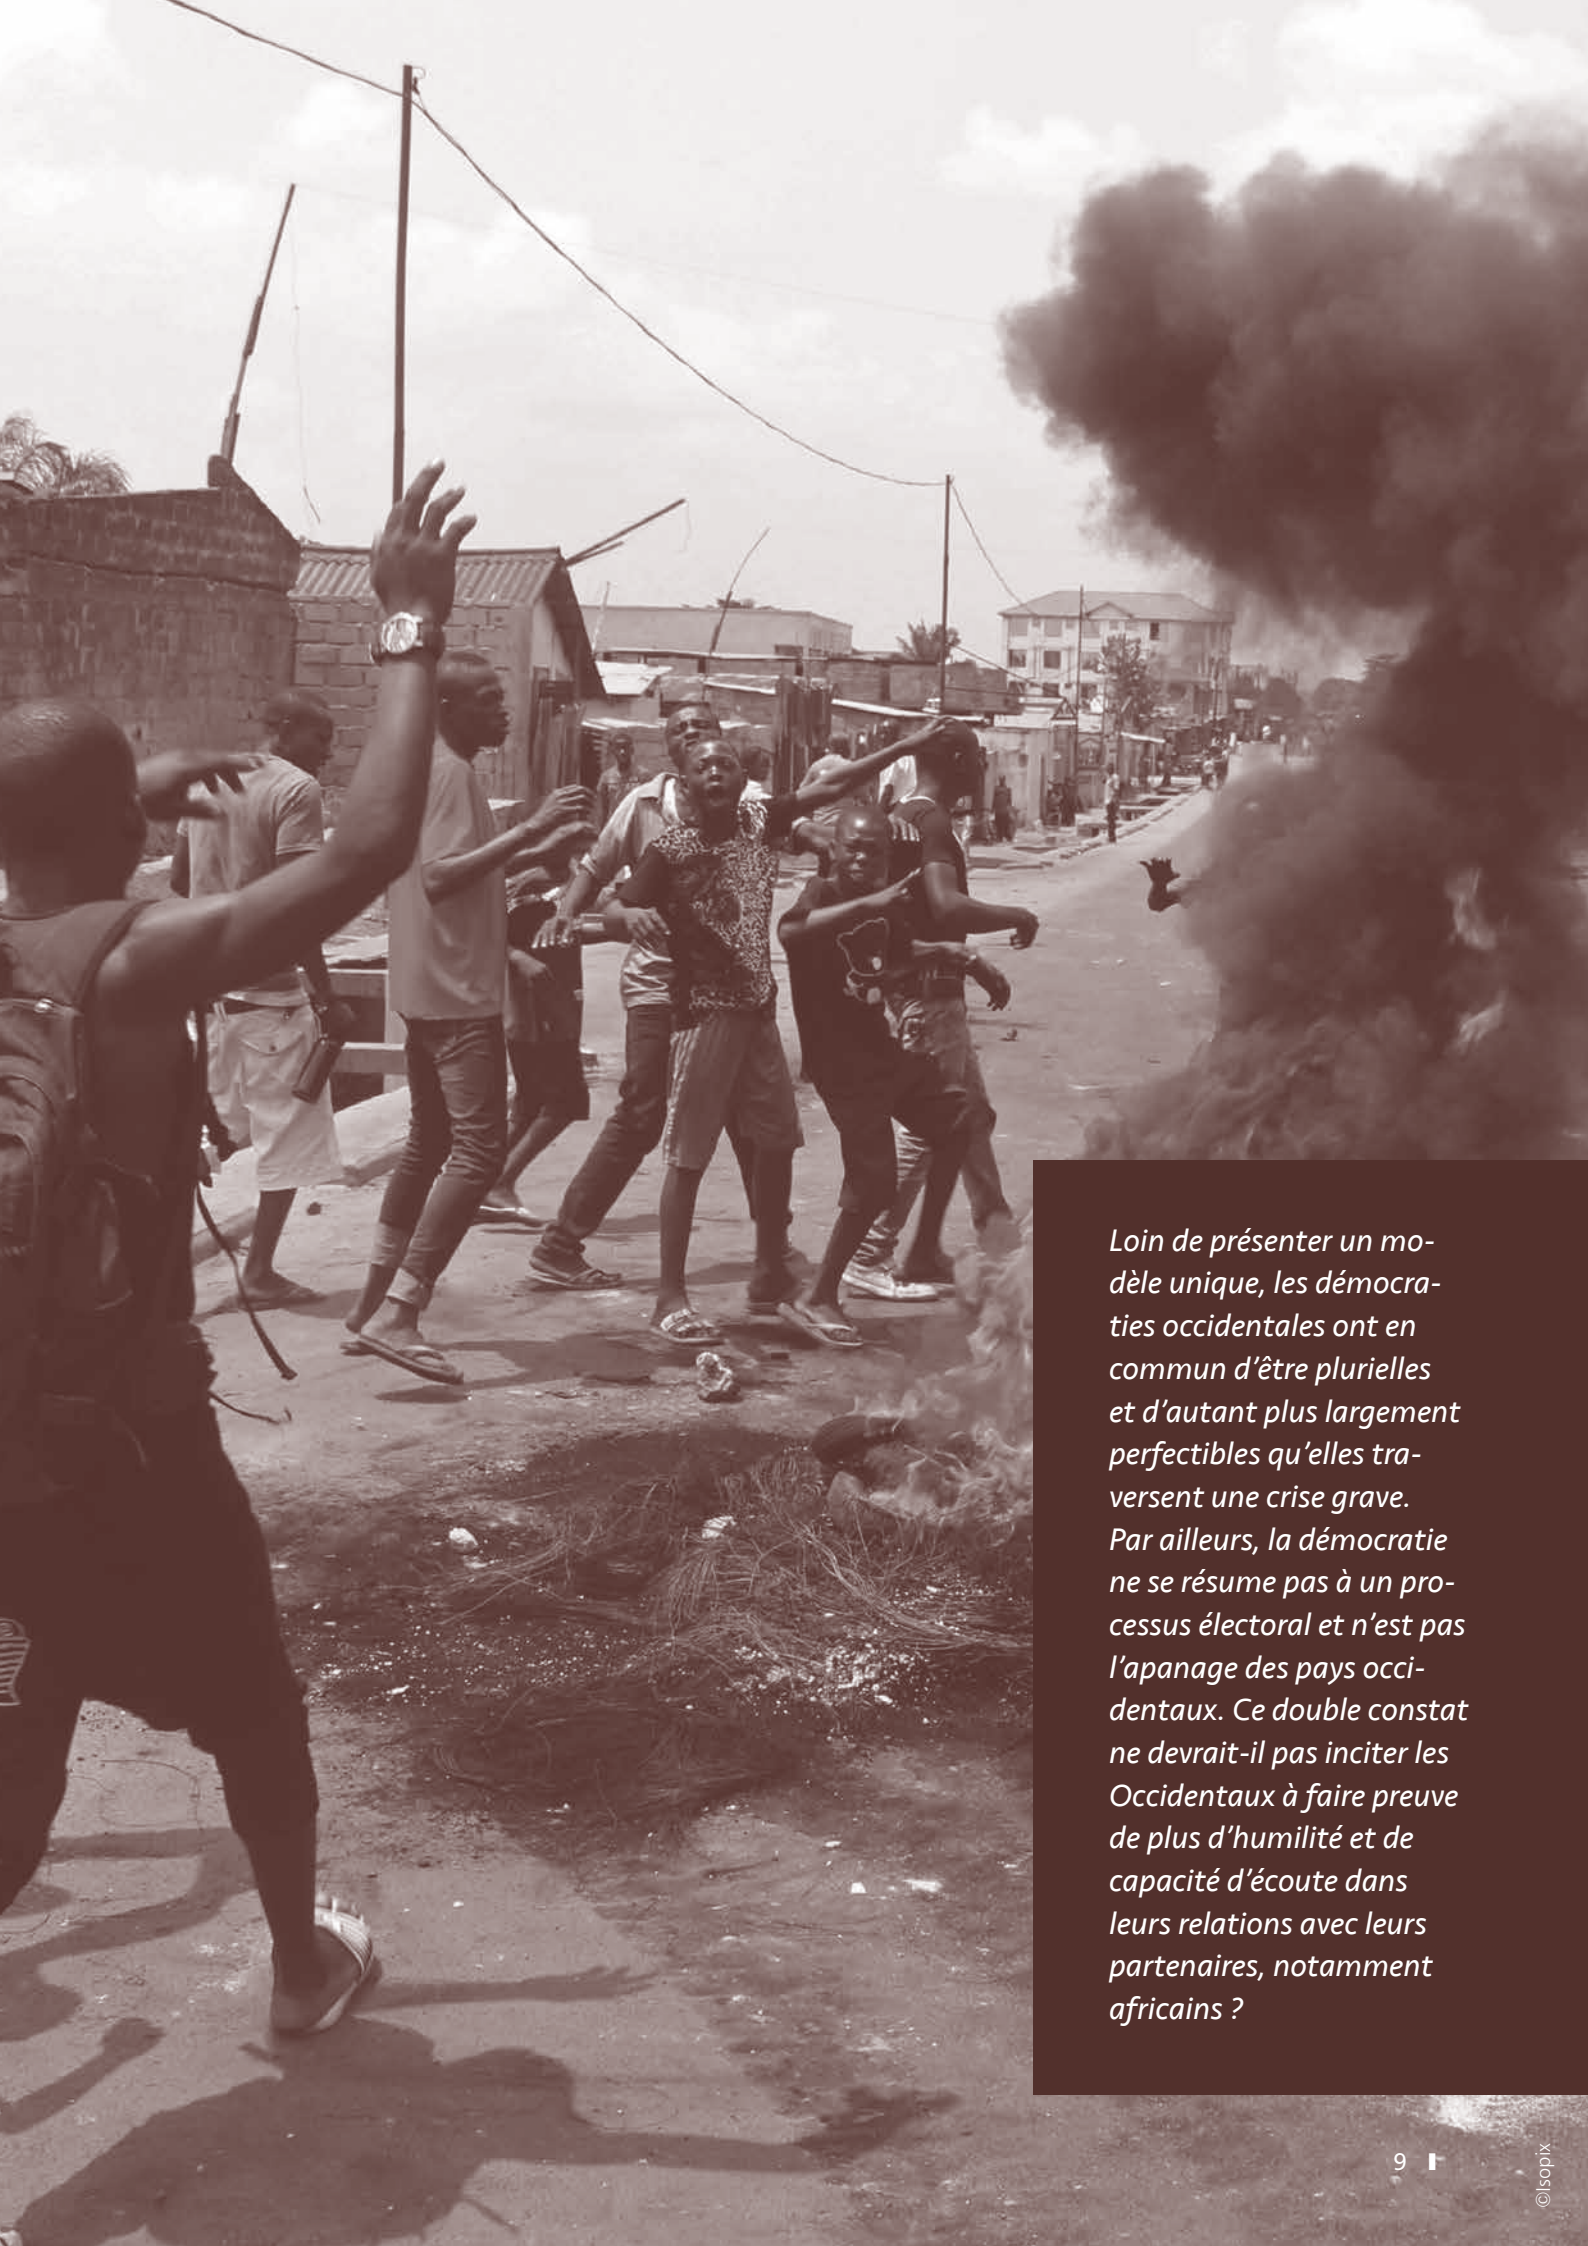 Loin de présenter un mo-
dèle unique, les démocra-
ties occidentales ont en
commun d’être plurielles
et d’autant plus largement
perfectibles qu’elles tra-
versent une crise grave.
Par ailleurs, la démocratie
ne se résume pas à un pro-
cessus électoral et n’est pas
l’apanage des pays occi-
dentaux. Ce double constat
ne devrait-il pas inciter les
Occidentaux à faire preuve
de plus d’humilité et de
capacité d’écoute dans
leurs relations avec leurs
partenaires, notamment
africains ?
9
©Isopix